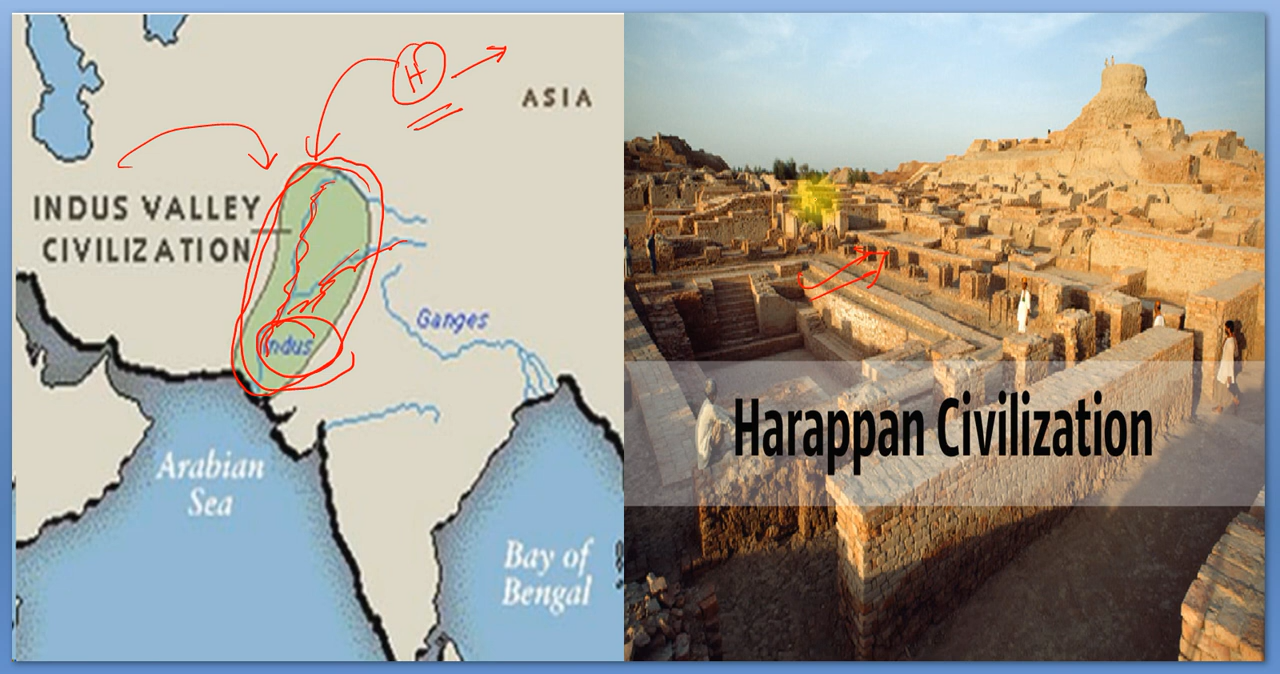 H
ASIA
INDUS VALLEY
CIVILIZATION
Indus
Ganges
Arabian
Sea
Bay of
Bengal
Harappan Civilization